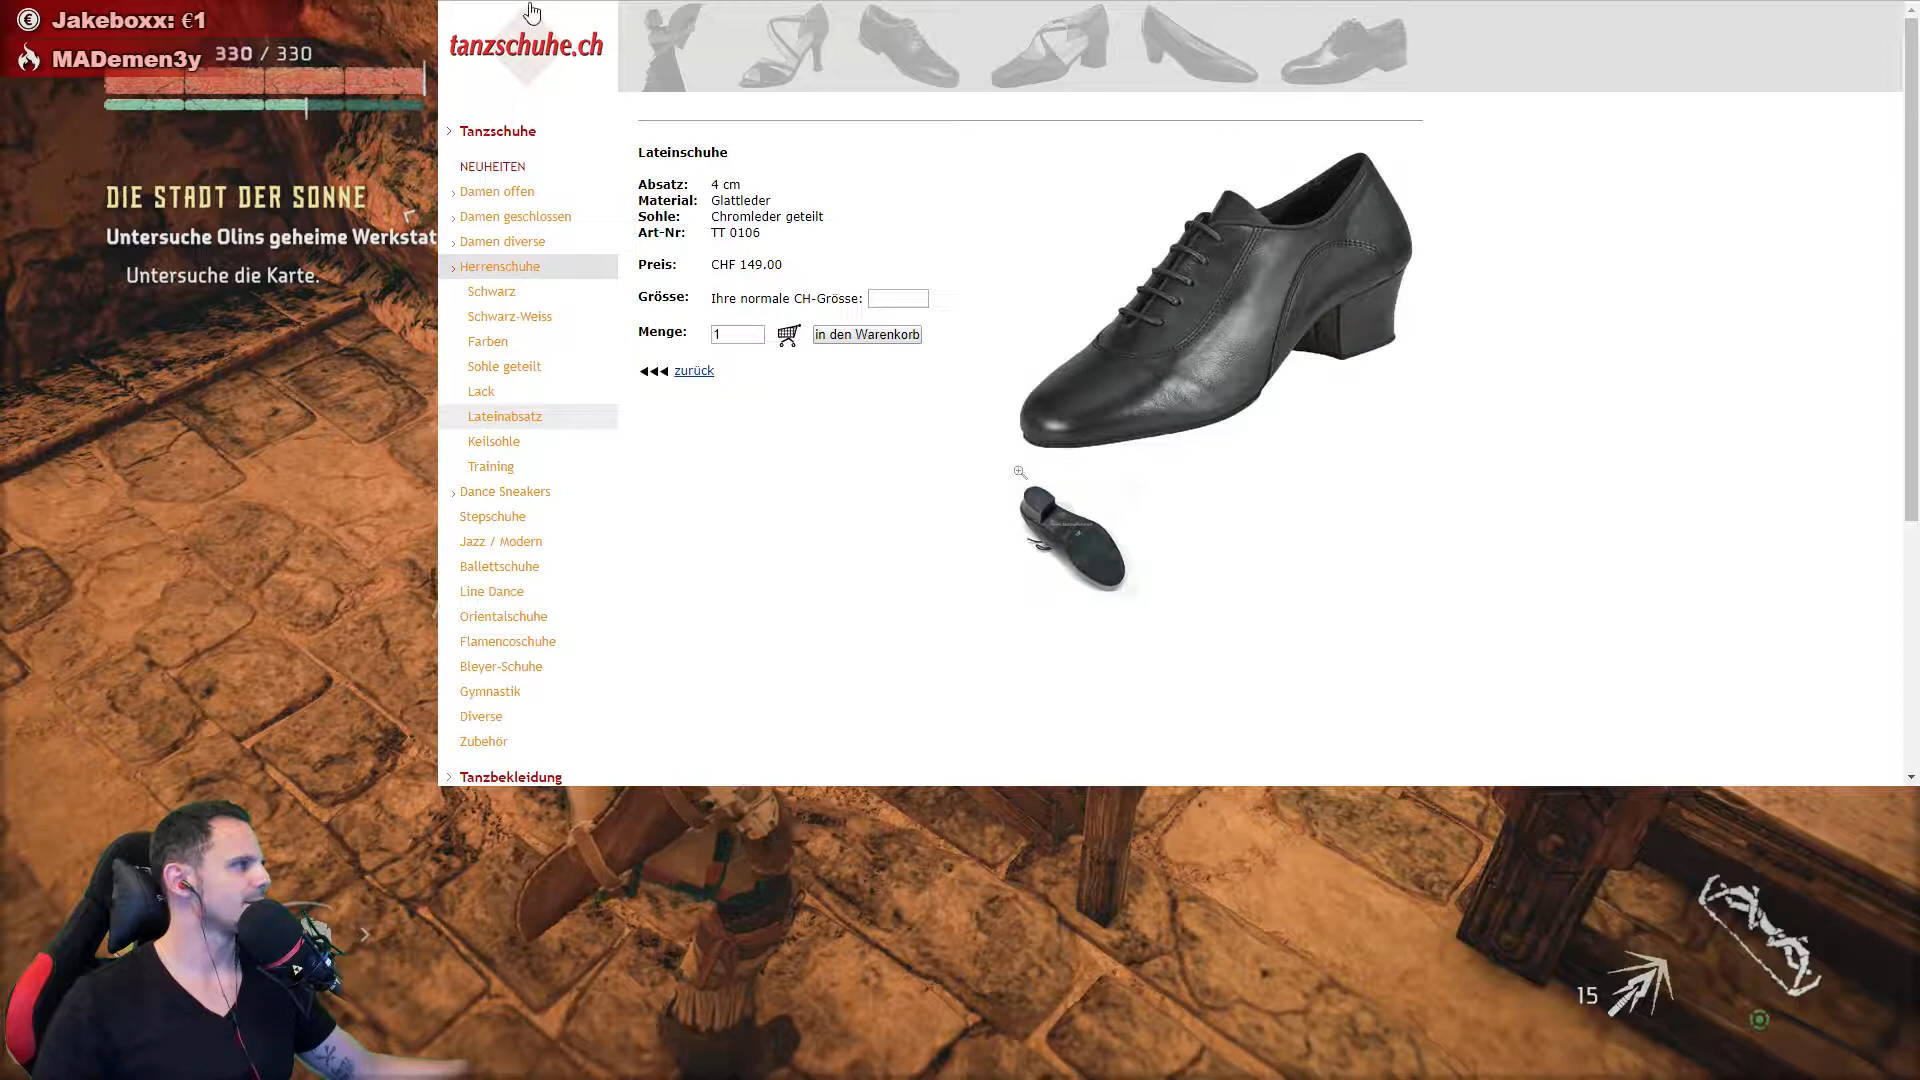 Jakeboxx: €1
MADemen3y
330 / 330
DIE STADT DER SONNE
Untersuche Olins geheime Werkstat
Untersuche die Karte.
tanzschuhe.ch
Tanzschuhe
NEUHEITEN
Damen offen
Damen geschlossen
Damen diverse
Herrenschuhe
Schwarz
Schwarz-Weiss
Farben
Sohle geteilt
Lack
Lateinabsatz
Keilsohle
Training
Dance Sneakers
Stepschuhe
Jazz / Modern
Ballettschuhe
Line Dance
Orientalschuhe
Flamencoschuhe
Bleyer-Schuhe
Gymnastik
Diverse
Zubehör
Tanzbekleidung
Lateinschuhe
Absatz: 4 cm
Material: Glattleder
Sohle: Chromleder geteilt
Art-Nr: TT 0106
Preis: CHF 149.00
Grösse: Ihre normale CH-Grösse:
Menge: 1 in den Warenkorb
zurück
15